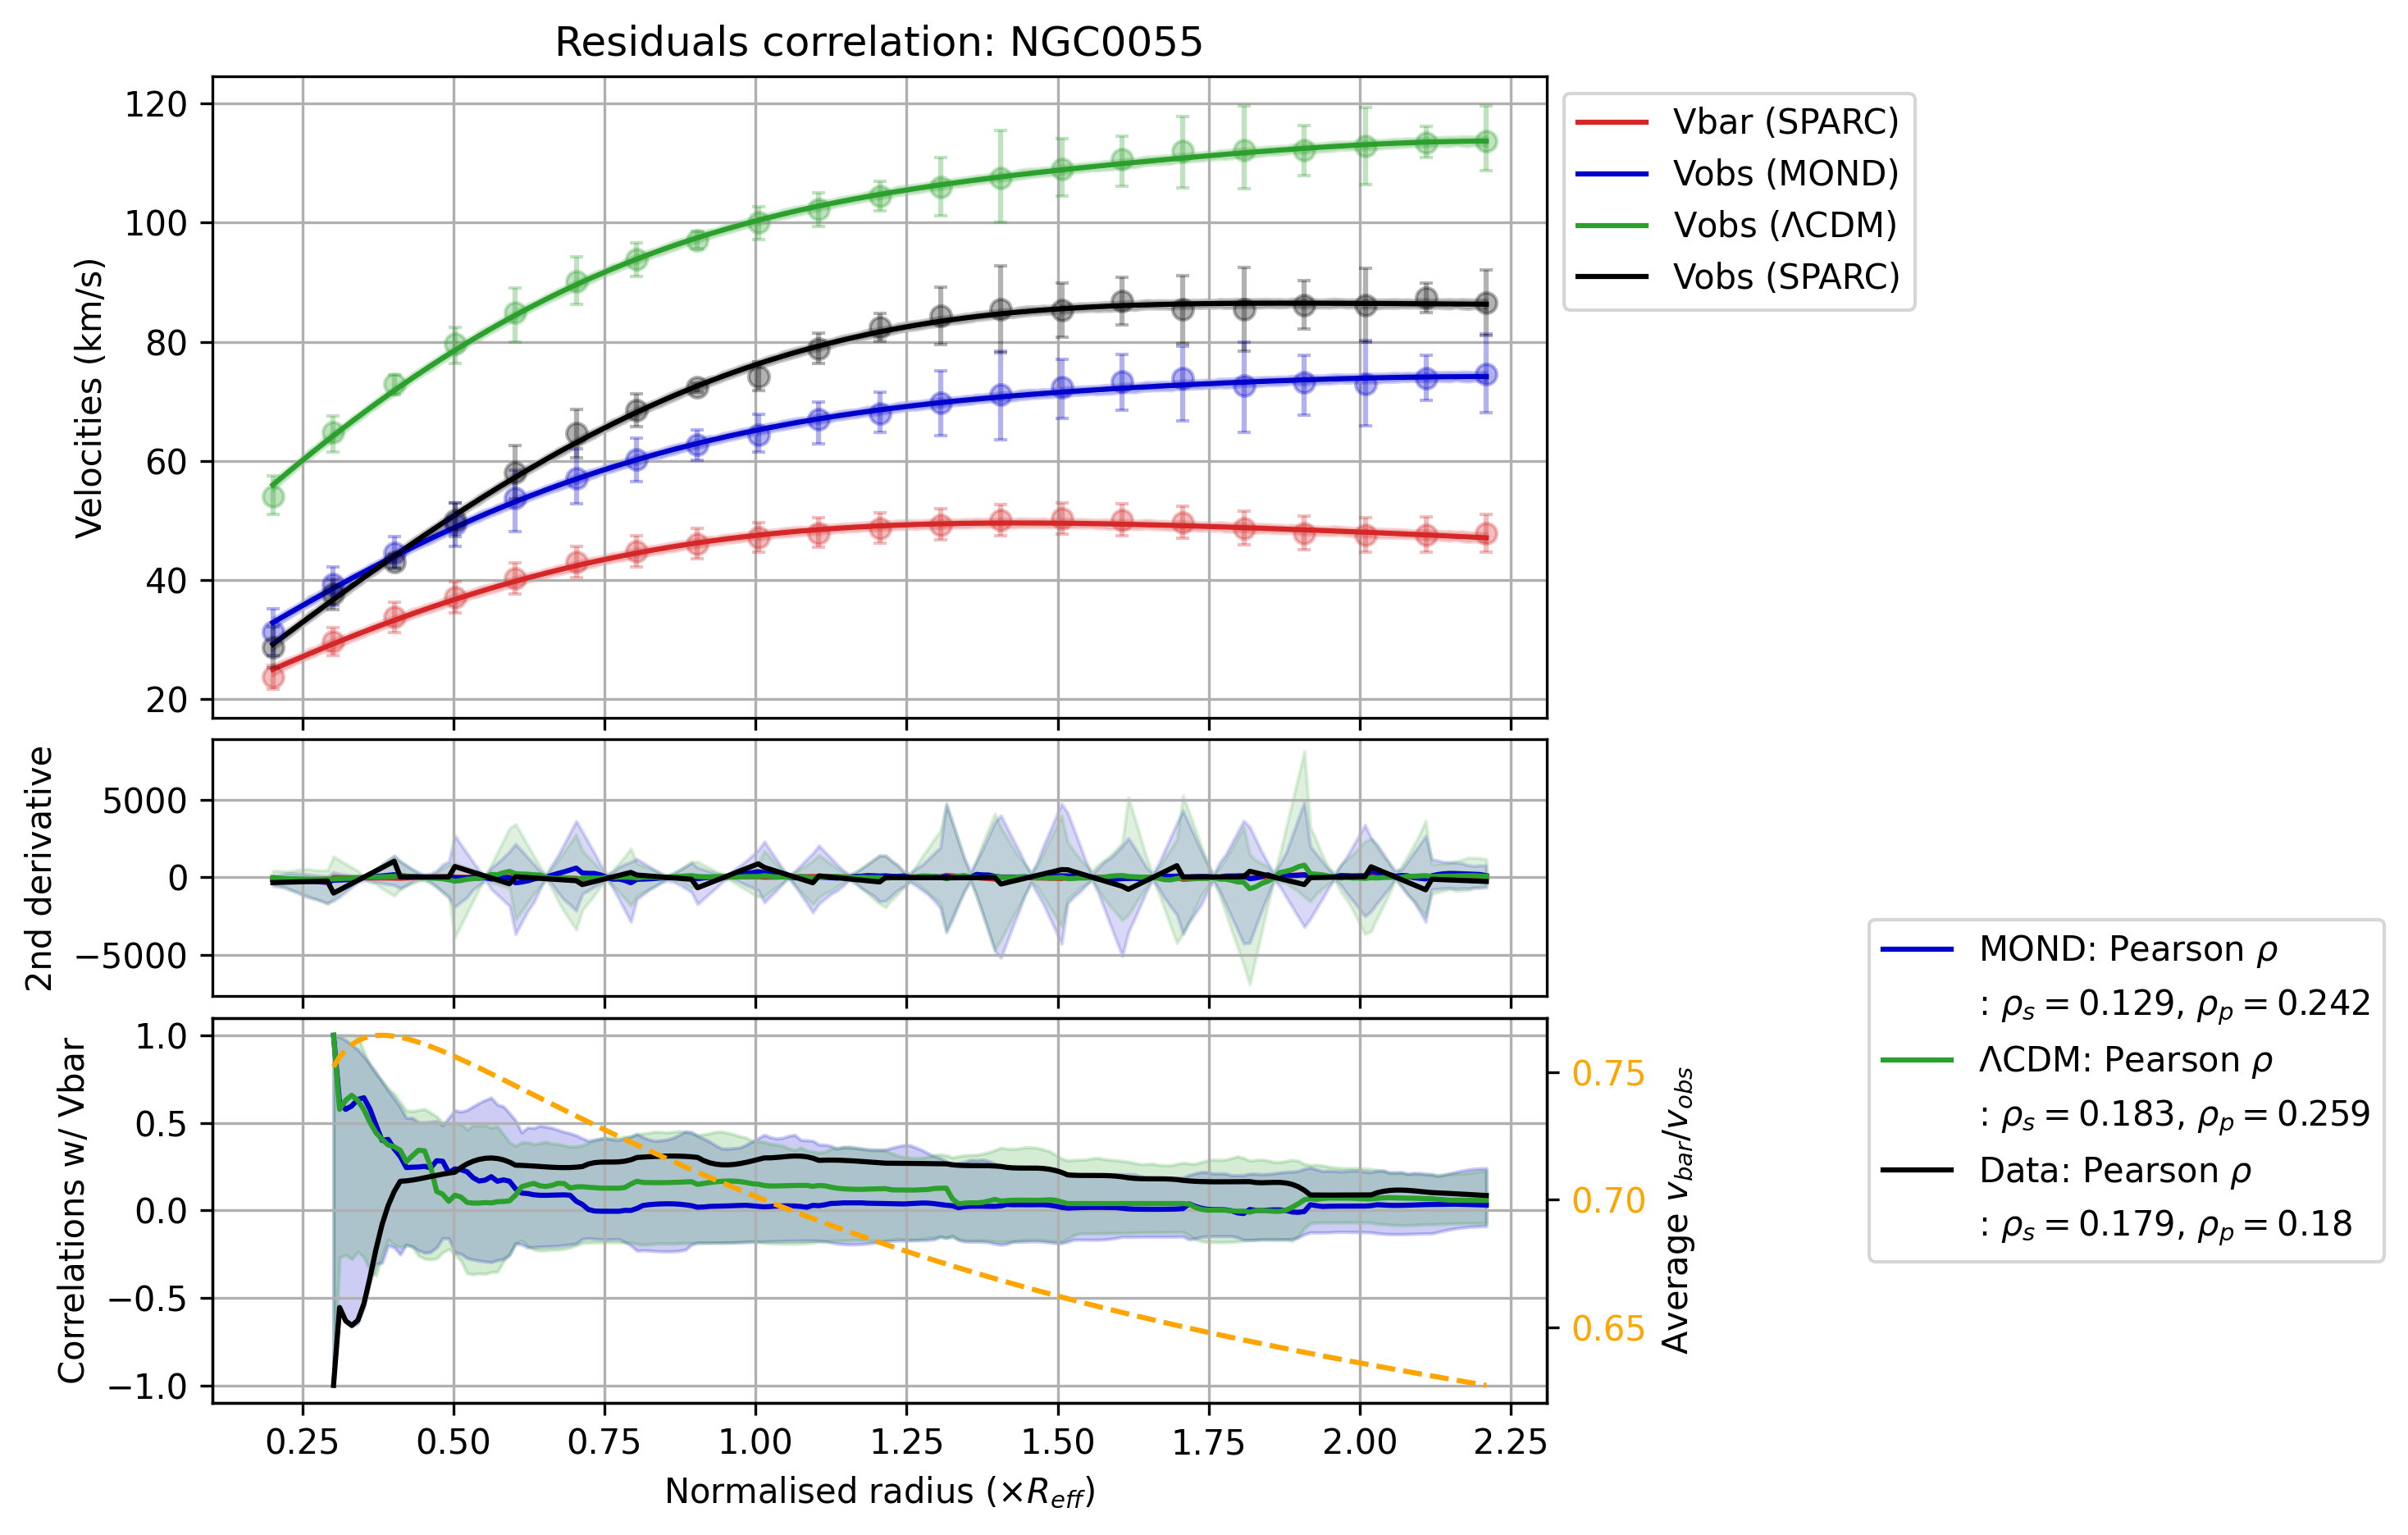 Residuals correlation: NGC0055
120
100
80
60
40
20
Velocities (km/s)
Vbar (SPARC)
Vobs (MOND)
Vobs (ΛCDM)
Vobs (SPARC)
5000
0
−5000
2nd derivative
1.0
0.5
0.0
−0.5
−1.0
Correlations w/ Vbar
0.75
0.70
0.65
Average v_bar/v_obs
MOND: Pearson ρ
: ρ_s = 0.129, ρ_p = 0.242
ΛCDM: Pearson ρ
: ρ_s = 0.183, ρ_p = 0.259
Data: Pearson ρ
: ρ_s = 0.179, ρ_p = 0.18
0.25 0.50 0.75 1.00 1.25 1.50 1.75 2.00 2.25
Normalised radius (×R_eff)